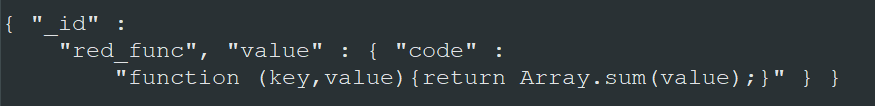 { "_id" :
"red_func", "value" : { "code" :
"function (key,value){return Array.sum(value);}" } }